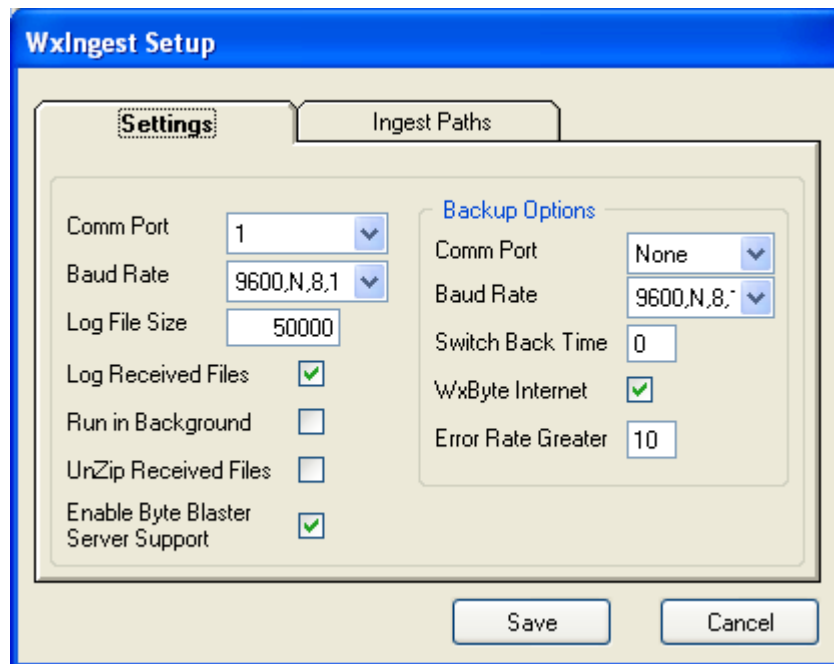 WxIngest Setup
Settings
Ingest Paths
Comm Port
1
Baud Rate
9600,N,8,1
Log File Size
50000
Log Received Files
Run in Background
UnZip Received Files
Enable Byte Blaster
Server Support
Backup Options
Comm Port
None
Baud Rate
9600,N,8,
Switch Back Time
0
WxByte Internet
Error Rate Greater
10
Save
Cancel